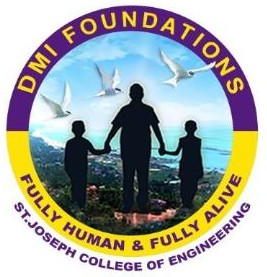 DMI FOUNDATIONS
FULLY HUMAN & FULLY ALIVE
ST.JOSEPH COLLEGE OF ENGINEERING